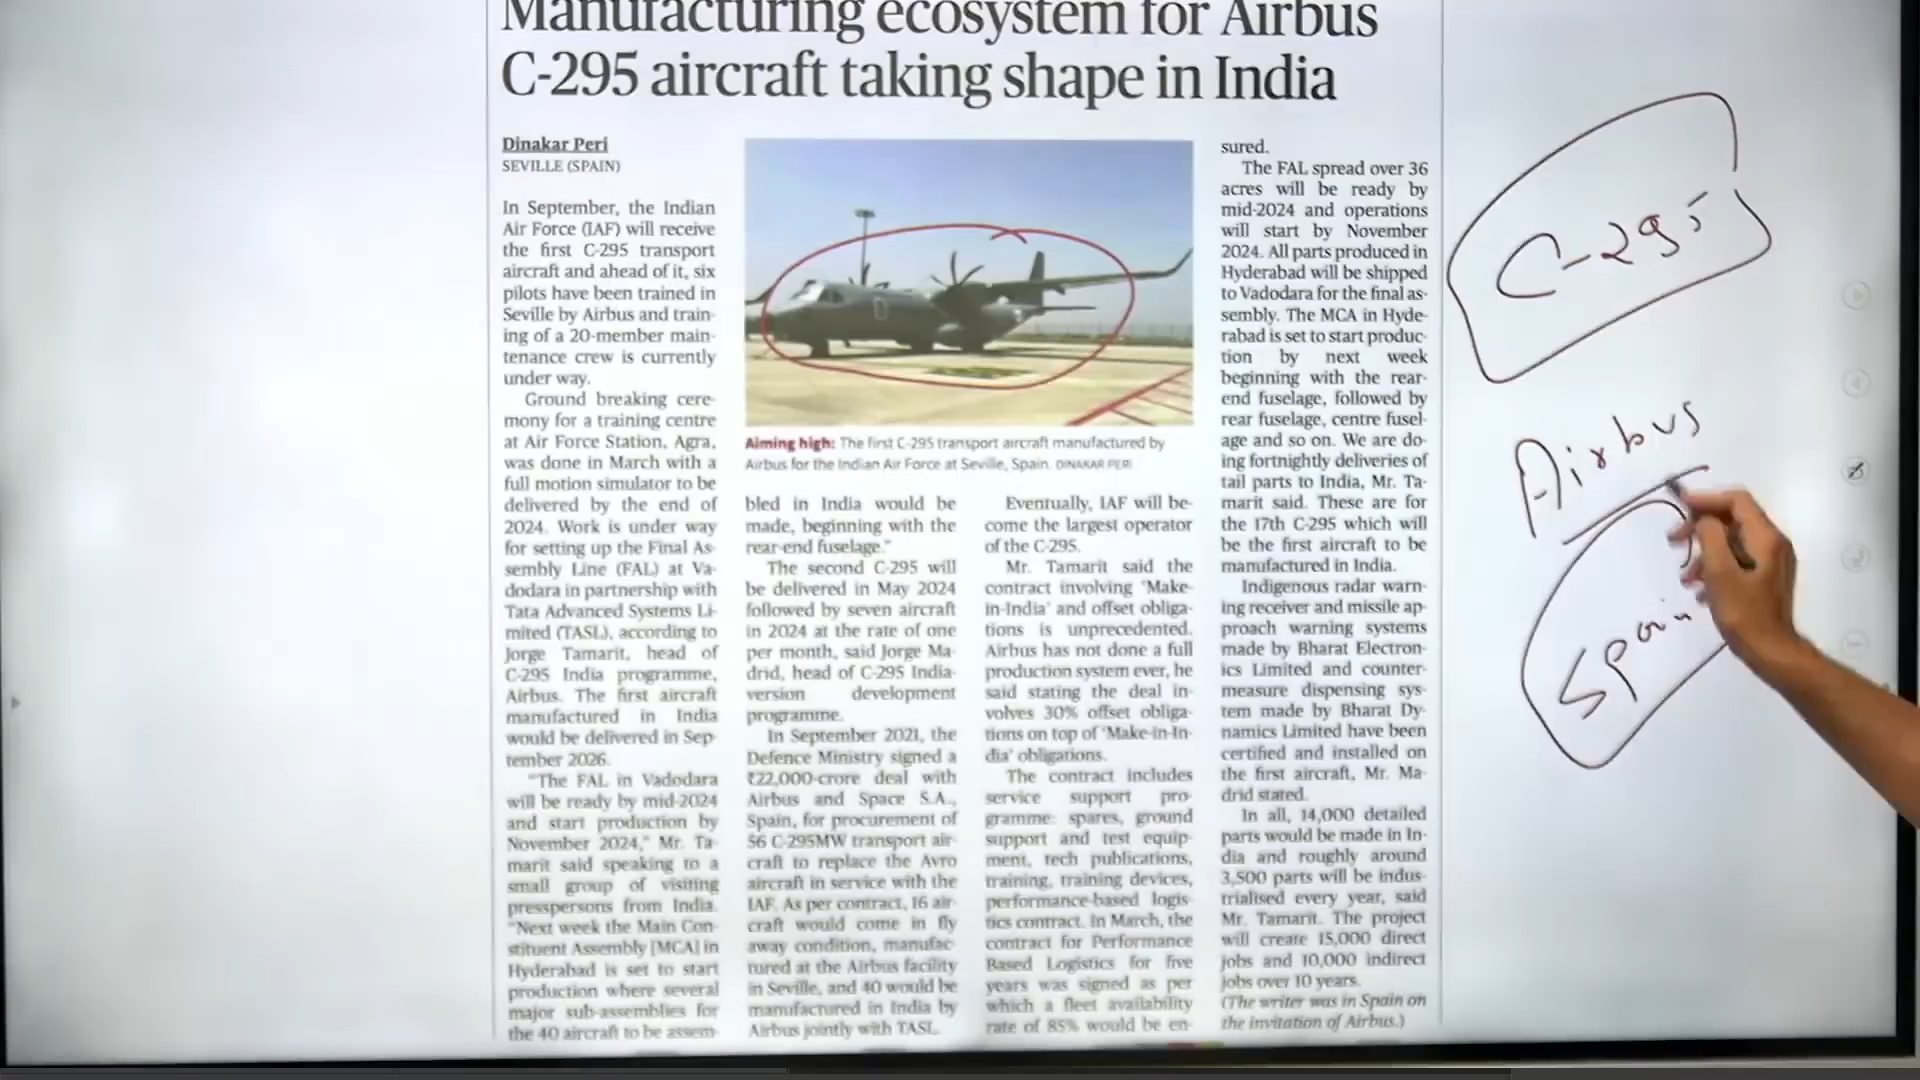 Manufacturing ecosystem for Airbus
C-295 aircraft taking shape in India
Dinakar Peri
SEVILLE (SPAIN)
In September, the Indian
Air Force (IAF) will receive
the first C-295 transport
aircraft and ahead of it, six
pilots have been trained in
Seville by Airbus and train-
ing of a 20-member main-
tenance crew is currently
under way.
Ground breaking cere-
mony for a training centre
at Air Force Station, Agra,
was done in March with a
full motion simulator to be
delivered by the end of
2024. Work is under way
for setting up the Final As-
sembly Line (FAL) at Va-
dodara in partnership with
Tata Advanced Systems Li-
mited (TASL), according to
Jorge Tamarit, head of
C-295 India programme,
Airbus. The first aircraft
manufactured in India
would be delivered in Sep-
tember 2026.
"The FAL in Vadodara
will be ready by mid-2024
and start production by
November 2024," Mr. Ta-
marit said speaking to a
small group of visiting
presspersons from India.
"Next week the Main Con-
stituent Assembly [MCA] in
Hyderabad is set to start
production where several
major sub-assemblies for
the 40 aircraft to be assem-
Aiming high: The first C-295 transport aircraft manufactured by
Airbus for the Indian Air Force at Seville, Spain. DINAKAR PERI
bled in India would be
made, beginning with the
rear-end fuselage."
The second C-295 will
be delivered in May 2024
followed by seven aircraft
in 2024 at the rate of one
per month, said Jorge Ma-
drid, head of C-295 India-
version development
programme.
In September 2021, the
Defence Ministry signed a
₹22,000-crore deal with
Airbus and Space S.A.,
Spain, for procurement of
56 C-295MW transport air-
craft to replace the Avro
aircraft in service with the
IAF. As per contract, 16 air-
craft would come in fly
away condition, manufac-
tured at the Airbus facility
in Seville, and 40 would be
manufactured in India by
Airbus jointly with TASL.
Eventually, IAF will be-
come the largest operator
of the C-295.
Mr. Tamarit said the
contract involving 'Make-
in-India' and offset obliga-
tions is unprecedented.
Airbus has not done a full
production system ever, he
said stating the deal in-
volves 30% offset obliga-
tions on top of 'Make-in-In-
dia' obligations.
The contract includes
service support pro-
gramme: spares, ground
support and test equip-
ment, tech publications,
training, training devices,
performance-based logis-
tics contract. In March, the
contract for Performance
Based Logistics for five
years was signed as per
which a fleet availability
rate of 85% would be en-
sured.
The FAL spread over 36
acres will be ready by
mid-2024 and operations
will start by November
2024. All parts produced in
Hyderabad will be shipped
to Vadodara for the final as-
sembly. The MCA in Hyde-
rabad is set to start produc-
tion by next week
beginning with the rear-
end fuselage, followed by
rear fuselage, centre fusel-
age and so on. We are do-
ing fortnightly deliveries of
tail parts to India, Mr. Ta-
marit said. These are for
the 17th C-295 which will
be the first aircraft to be
manufactured in India.
Indigenous radar warn-
ing receiver and missile ap-
proach warning systems
made by Bharat Electron-
ics Limited and counter-
measure dispensing sys-
tem made by Bharat Dy-
namics Limited have been
certified and installed on
the first aircraft, Mr. Ma-
drid stated.
In all, 14,000 detailed
parts would be made in In-
dia and roughly around
3,500 parts will be indus-
trialised every year, said
Mr. Tamarit. The project
will create 15,000 direct
jobs and 10,000 indirect
jobs over 10 years.
(The writer was in Spain on
the invitation of Airbus.)
C-295
Airbus
Spain